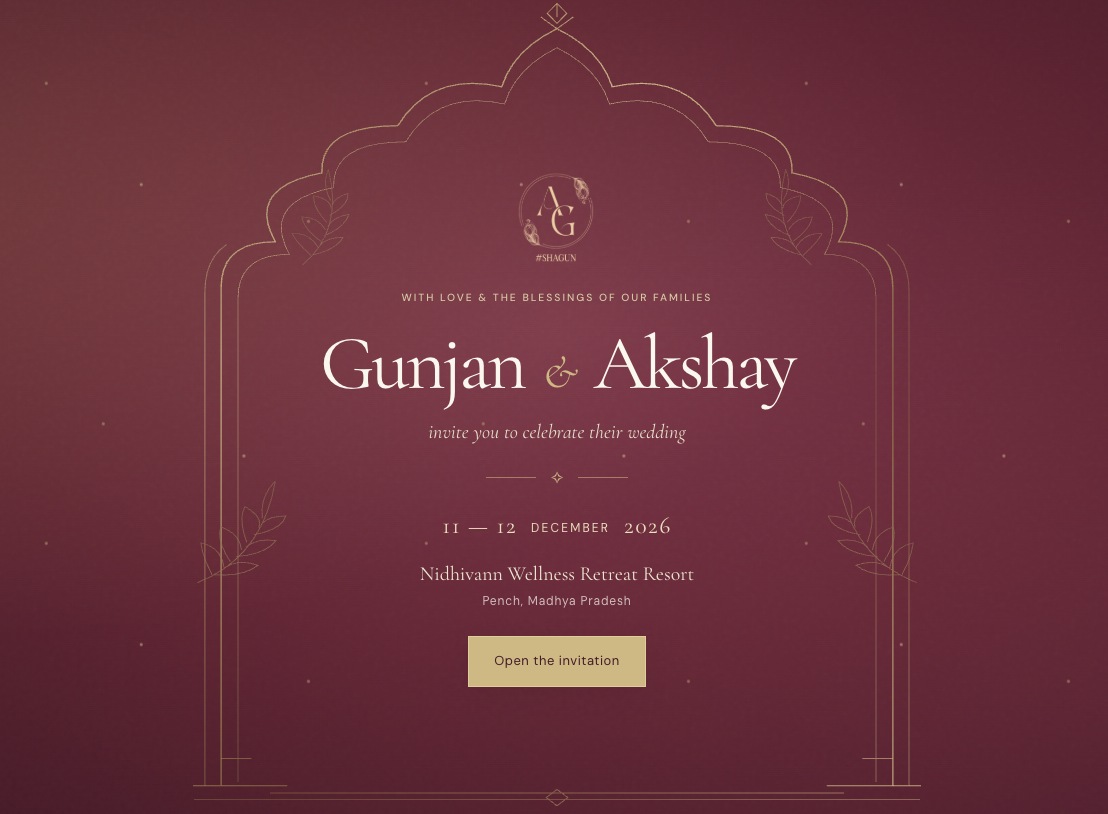 AG
#SHAGUN
WITH LOVE & THE BLESSINGS OF OUR FAMILIES
Gunjan & Akshay
invite you to celebrate their wedding
11 — 12 DECEMBER 2026
Nidhivann Wellness Retreat Resort
Pench, Madhya Pradesh
Open the invitation